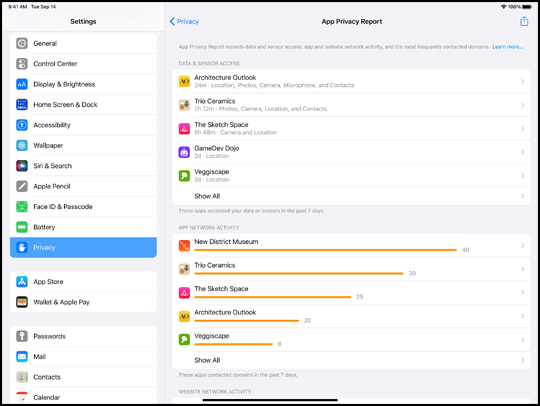 9:41 AM Tue Sep 14
100%
Settings
General
Control Center
Display & Brightness
Home Screen & Dock
Accessibility
Wallpaper
Siri & Search
Apple Pencil
Face ID & Passcode
Battery
Privacy
App Store
Wallet & Apple Pay
Passwords
Mail
Contacts
Calendar
Privacy
App Privacy Report
App Privacy Report records data and sensor access, app and website network activity, and the most frequently contacted domains. Learn more...
DATA & SENSOR ACCESS
Architecture Outlook
24m - Location, Photos, Camera, Microphone, and Contacts
Trio Ceramics
2h 12m - Photos, Camera, Location, and Contacts
The Sketch Space
5h 48m - Camera and Location
GameDev Dojo
2d - Location
Veggiscape
2d - Location
Show All
These apps accessed your data or sensors in the past 7 days.
APP NETWORK ACTIVITY
New District Museum
46
Trio Ceramics
30
The Sketch Space
Architecture Outlook
20
Veggiscape
8
Show All
These apps contacted domains in the past 7 days.
WEBSITE NETWORK ACTIVITY